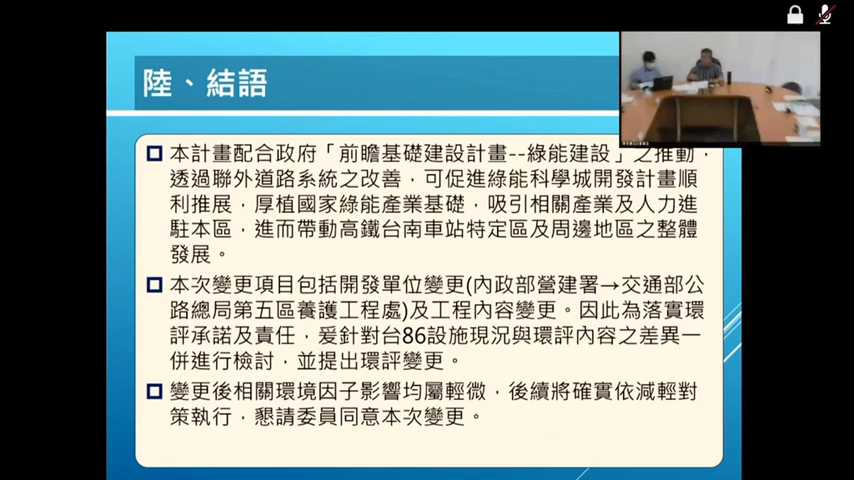 陸、結語
本計畫配合政府「前瞻基礎建設計畫--綠能建設」之推動，
透過聯外道路系統之改善，可促進綠能科學城開發計畫順
利推展，厚植國家綠能產業基礎，吸引相關產業及人力進
駐本區，進而帶動高鐵台南車站特定區及周邊地區之整體
發展。
本次變更項目包括開發單位變更(內政部營建署→交通部公
路總局第五區養護工程處)及工程內容變更。因此為落實環
評承諾及責任，爰針對台86設施現況與環評內容之差異一
併進行檢討，並提出環評變更。
變更後相關環境因子影響均屬輕微，後續將確實依減輕對
策執行，懇請委員同意本次變更。